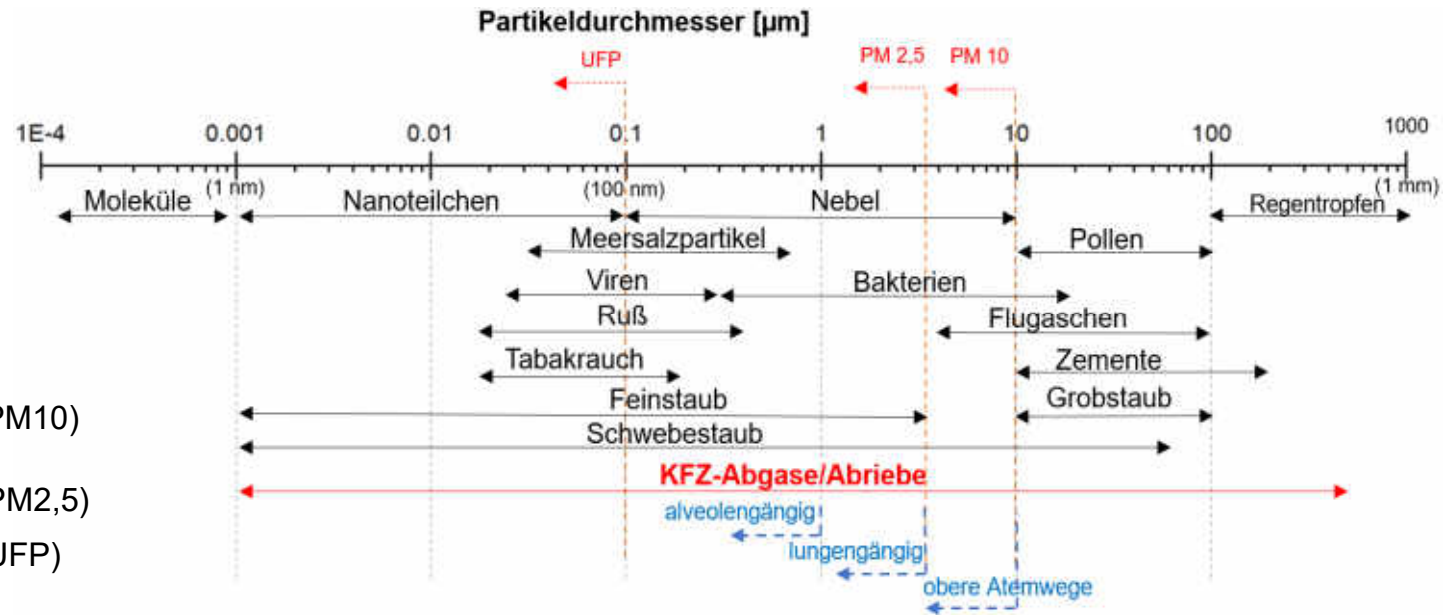 Partikeldurchmesser [µm]
UFP PM 2,5 PM 10
1E-4 0.001 0.01 0.1 1 10 100 1000
(1 nm) (100 nm) (1 mm)
Moleküle Nanoteilchen Nebel Regentropfen
Meersalzpartikel Pollen
Viren Bakterien
Ruß Flugaschen
Tabakrauch Zemente
Feinstaub Grobstaub
PM10)
Schwebestaub
KFZ-Abgase/Abriebe
PM2,5)
alveolengängig
lungengängig
UFP)
obere Atemwege